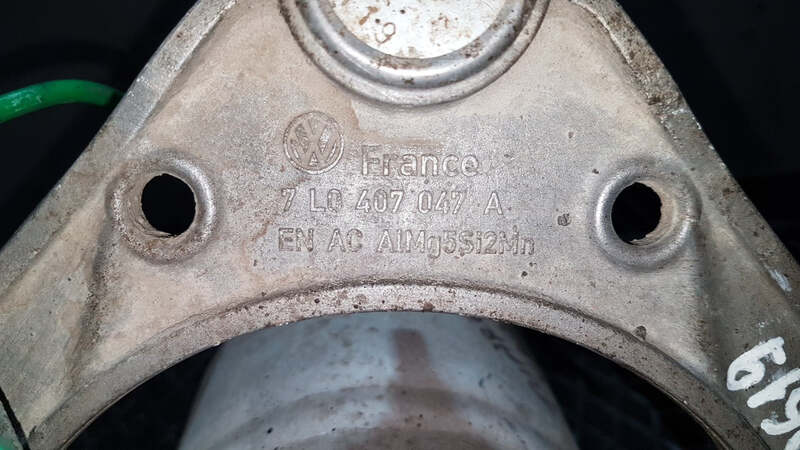 France
7 L0 407 047 A
EN AC AlMg5Si2Mn